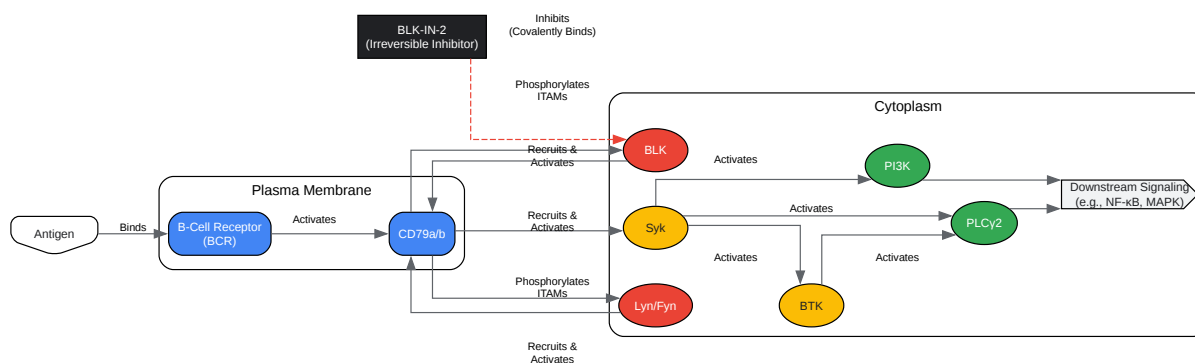 BLK-IN-2
(Irreversible Inhibitor)
Inhibits
(Covalently Binds)
Phosphorylates
ITAMs
Cytoplasm
BLK
Recruits &
Activates
Activates
PI3K
Plasma Membrane
Downstream Signaling
(e.g., NF-κB, MAPK)
Antigen
Binds
B-Cell Receptor
(BCR)
Activates
CD79a/b
Recruits &
Activates
Syk
Activates
PLCγ2
Activates
Activates
Phosphorylates
ITAMs
Lyn/Fyn
BTK
Recruits &
Activates